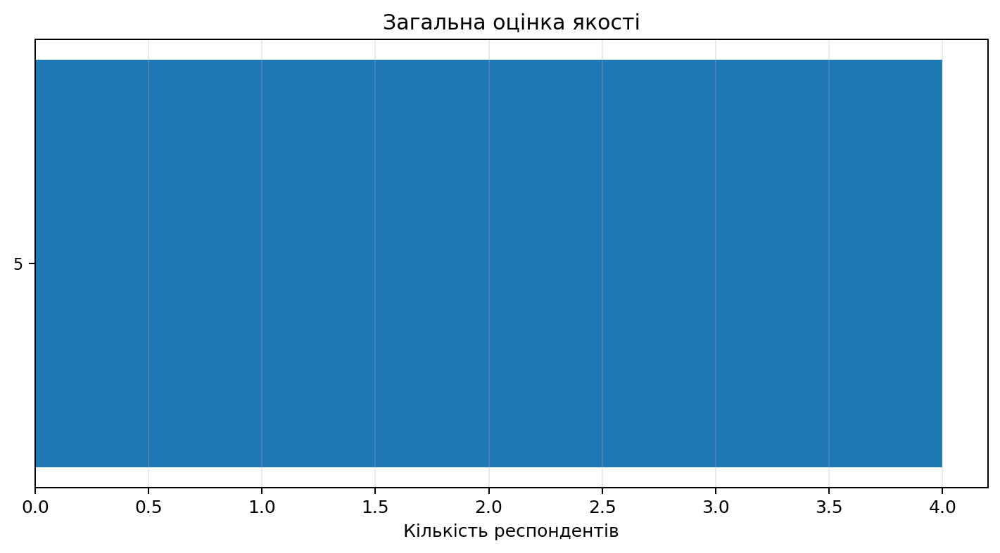 Загальна оцінка якості
5
0.0 0.5 1.0 1.5 2.0 2.5 3.0 3.5 4.0
Кількість респондентів